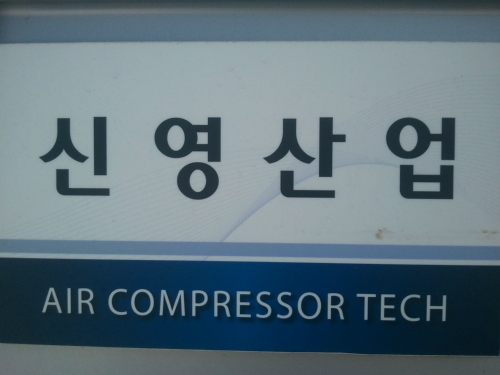 신영산업
AIR COMPRESSOR TECH